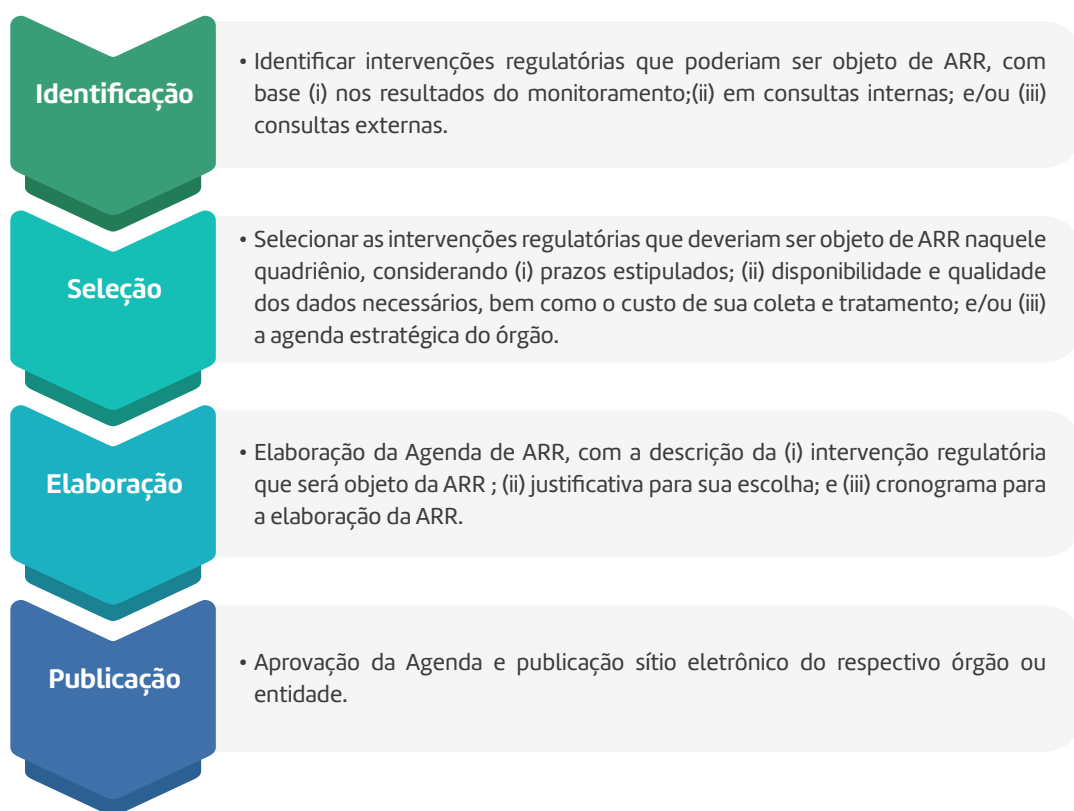 Identificação
• Identificar intervenções regulatórias que poderiam ser objeto de ARR, com
base (i) nos resultados do monitoramento;(ii) em consultas internas; e/ou (iii)
consultas externas.
Seleção
• Selecionar as intervenções regulatórias que deveriam ser objeto de ARR naquele
quadriênio, considerando (i) prazos estipulados; (ii) disponibilidade e qualidade
dos dados necessários, bem como o custo de sua coleta e tratamento; e/ou (iii)
a agenda estratégica do órgão.
Elaboração
• Elaboração da Agenda de ARR, com a descrição da (i) intervenção regulatória
que será objeto da ARR ; (ii) justificativa para sua escolha; e (iii) cronograma para
a elaboração da ARR.
Publicação
• Aprovação da Agenda e publicação sítio eletrônico do respectivo órgão ou
entidade.